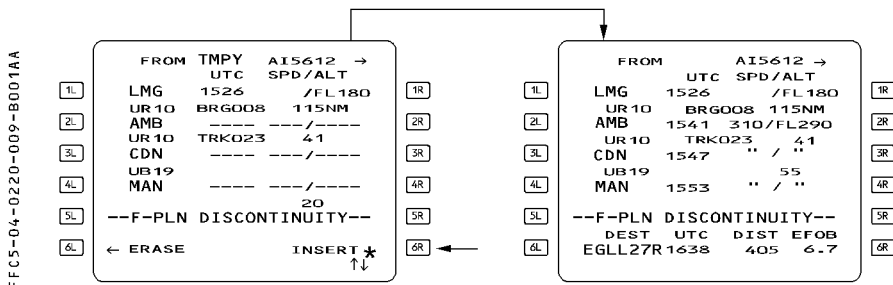 FFC5-04-0220-009-B001AA
FROM TMPY AI5612 →
UTC SPD/ALT
1L LMG 1526 /FL180 1R
UR10 BRG008 115NM
2L AMB ---- ---/---- 2R
UR10 TRK023 41
3L CDN ---- ---/---- 3R
UB19
4L MAN ---- ---/---- 4R
20
5L --F-PLN DISCONTINUITY-- 5R
6L ← ERASE INSERT* 6R
↑↓
FROM AI5612 →
UTC SPD/ALT
1L LMG 1526 /FL180 1R
UR10 BRG008 115NM
2L AMB 1541 310/FL290 2R
UR10 TRK023 41
3L CDN 1547 " / " 3R
UB19 55
4L MAN 1553 " / " 4R
5L --F-PLN DISCONTINUITY-- 5R
DEST UTC DIST EFOB
6L EGLL27R 1638 405 6.7 6R